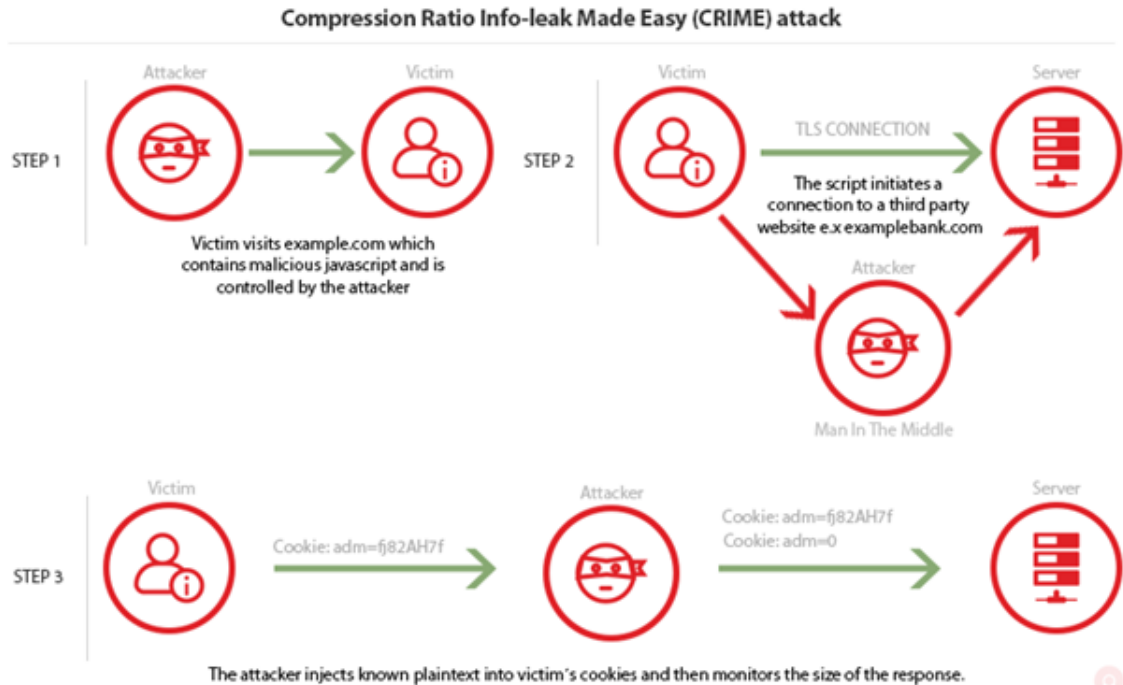 Compression Ratio Info-leak Made Easy (CRIME) attack
STEP 1
Attacker
Victim
Victim visits example.com which
contains malicious javascript and is
controlled by the attacker
STEP 2
Victim
Server
TLS CONNECTION
The script initiates a
connection to a third party
website e.x examplebank.com
Attacker
Man In The Middle
STEP 3
Victim
Cookie: adm=fj82AH7f
Attacker
Cookie: adm=fj82AH7f
Cookie: adm=0
Server
The attacker injects known plaintext into victim´s cookies and then monitors the size of the response.